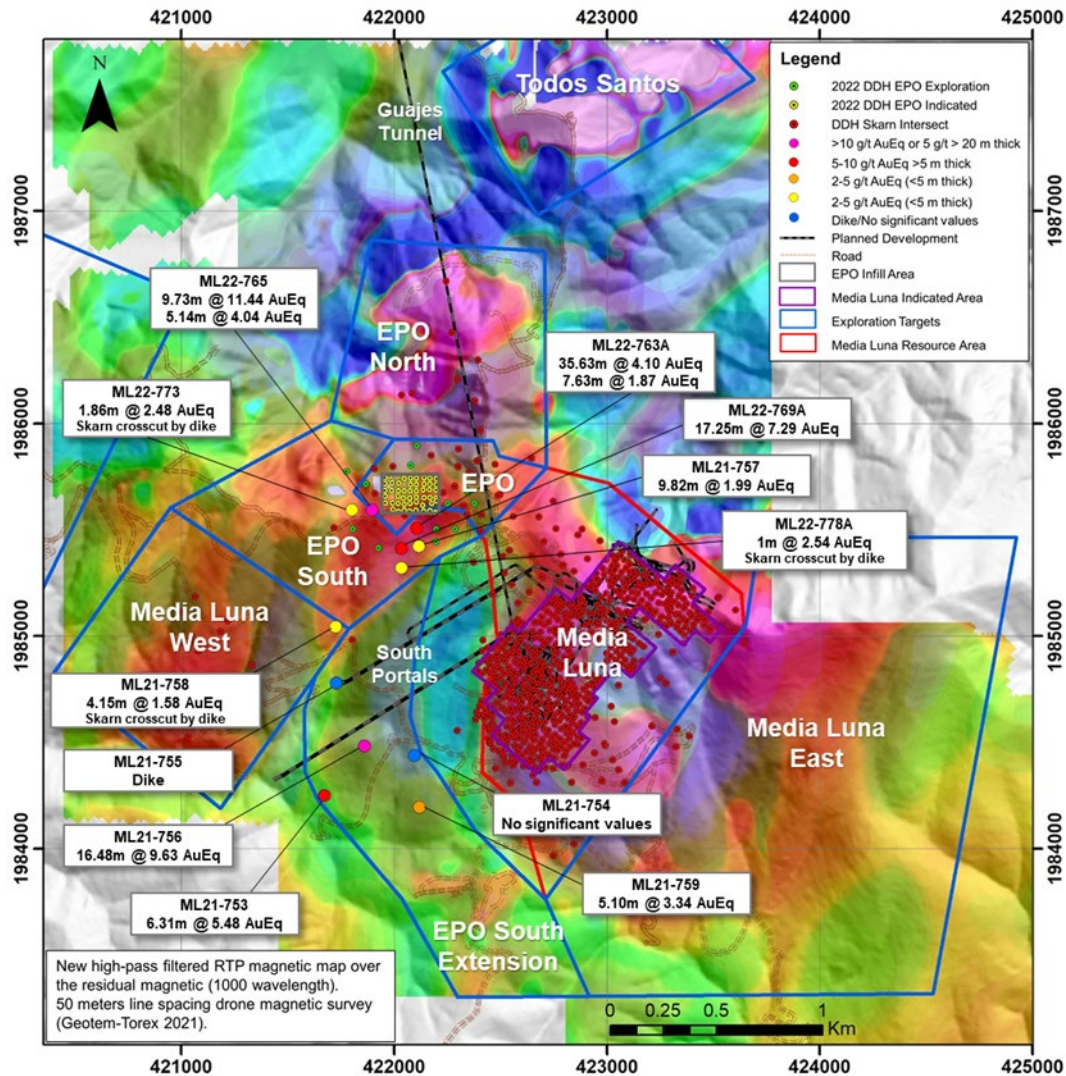 421000
422000
423000
424000
425000
N
Todos Santos
Guajes
Tunnel
Legend
2022 DDH EPO Exploration
2022 DDH EPO Indicated
DDH Skarn Intersect
>10 g/t AuEq or 5 g/t > 20 m thick
5-10 g/t AuEq >5 m thick
2-5 g/t AuEq (<5 m thick)
2-5 g/t AuEq (<5 m thick)
Dike/No significant values
Planned Development
Road
EPO Infill Area
Media Luna Indicated Area
Exploration Targets
Media Luna Resource Area
1987000
1987000
ML22-765
9.73m @ 11.44 AuEq
5.14m @ 4.04 AuEq
EPO
North
ML22-763A
35.63m @ 4.10 AuEq
7.63m @ 1.87 AuEq
ML22-773
1.86m @ 2.48 AuEq
Skarn crosscut by dike
ML22-769A
17.25m @ 7.29 AuEq
1986000
1986000
ML21-757
9.82m @ 1.99 AuEq
EPO
ML22-778A
1m @ 2.54 AuEq
Skarn crosscut by dike
EPO
South
Media Luna
West
Media
Luna
South
Portals
1985000
1985000
ML21-758
4.15m @ 1.58 AuEq
Skarn crosscut by dike
Media Luna
East
ML21-755
Dike
ML21-754
No significant values
ML21-756
16.48m @ 9.63 AuEq
1984000
1984000
ML21-759
5.10m @ 3.34 AuEq
ML21-753
6.31m @ 5.48 AuEq
EPO South
Extension
New high-pass filtered RTP magnetic map over
the residual magnetic (1000 wavelength).
50 meters line spacing drone magnetic survey
(Geotem-Torex 2021).
0 0.25 0.5 1
Km
421000
422000
423000
424000
425000